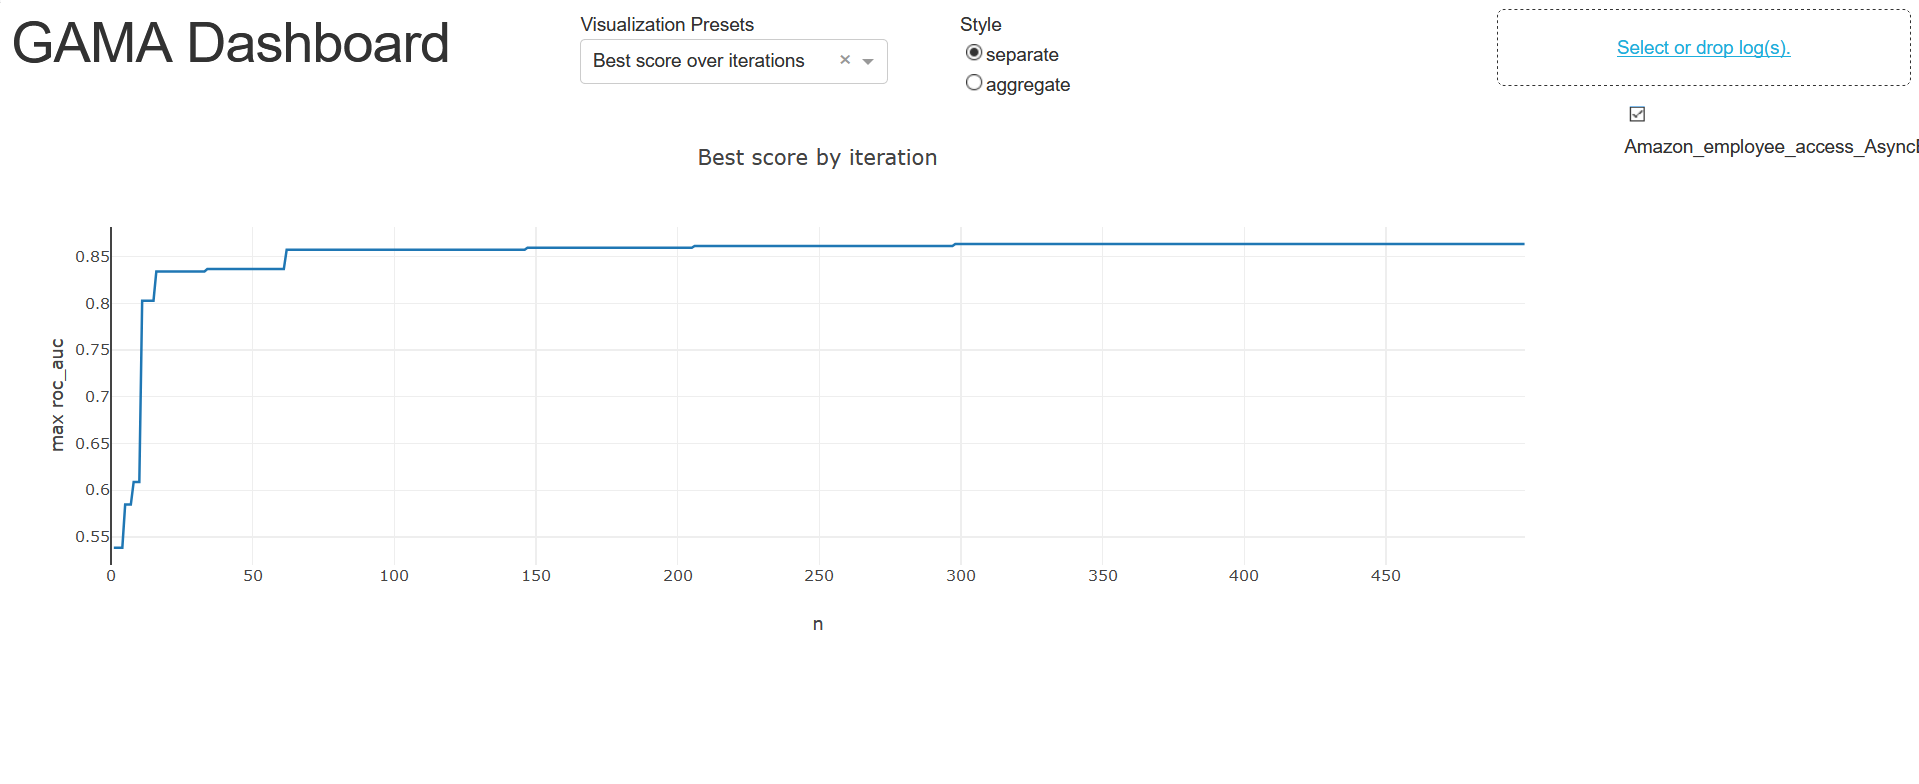 GAMA Dashboard
Visualization Presets
Best score over iterations
×
Style
separate
aggregate
Select or drop log(s).
Amazon_employee_access_Async
Best score by iteration
max roc_auc
0.85
0.8
0.75
0.7
0.65
0.6
0.55
0
50
100
150
200
250
300
350
400
450
n